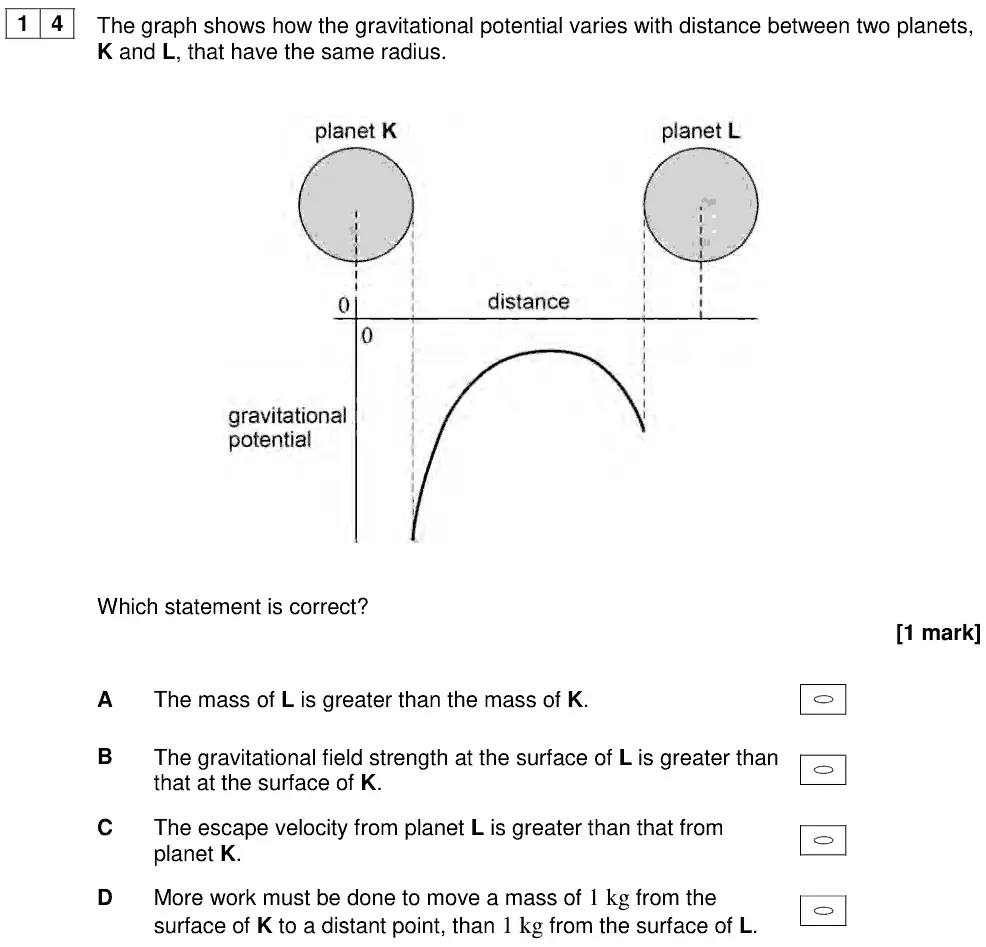 1 4 The graph shows how the gravitational potential varies with distance between two planets,
K and L, that have the same radius.
planet K planet L
0 distance
0
gravitational
potential
Which statement is correct?
[1 mark]
A The mass of L is greater than the mass of K.
B The gravitational field strength at the surface of L is greater than
that at the surface of K.
C The escape velocity from planet L is greater than that from
planet K.
D More work must be done to move a mass of 1 kg from the
surface of K to a distant point, than 1 kg from the surface of L.